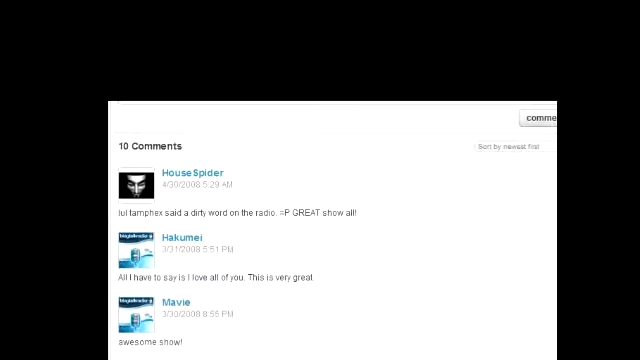 comme
10 Comments
Sort by newest first
HouseSpider
4/30/2008 5:29 AM
lul tamphex said a dirty word on the radio. =P GREAT show all!
blogtalkradio
Hakumei
3/31/2008 5:51 PM
All I have to say is I love all of you. This is very great
blogtalkradio
Mavie
3/30/2008 8:55 PM
awesome show!